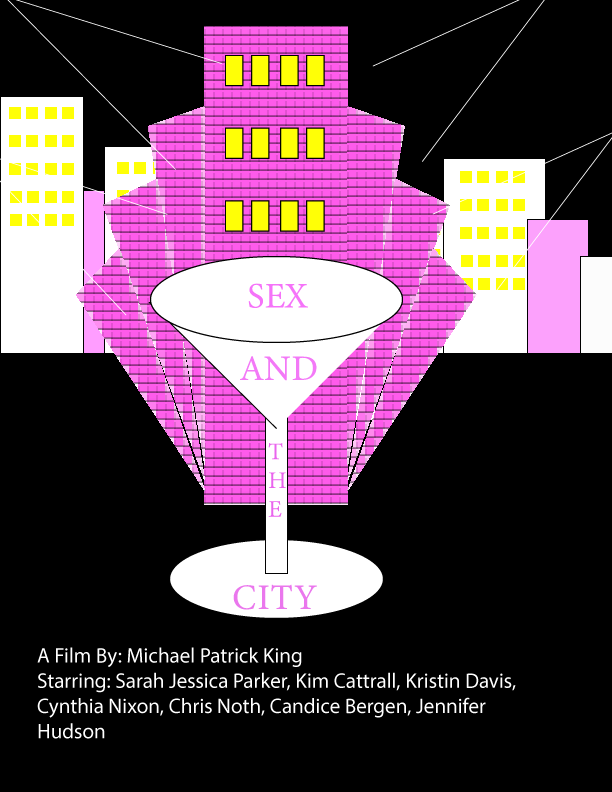 SEX
AND
T
H
E
CITY
A Film By: Michael Patrick King
Starring: Sarah Jessica Parker, Kim Cattrall, Kristin Davis,
Cynthia Nixon, Chris Noth, Candice Bergen, Jennifer
Hudson